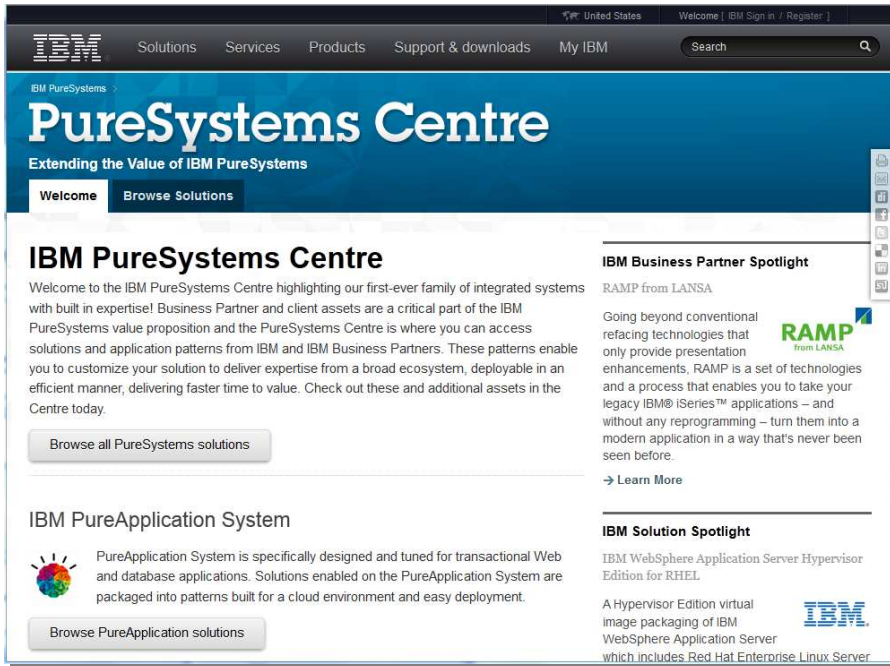 United States
Welcome [ IBM Sign in / Register ]
IBM
Solutions
Services
Products
Support & downloads
My IBM
Search
IBM PureSystems >
PureSystems Centre
Extending the Value of IBM PureSystems
Welcome
Browse Solutions
IBM PureSystems Centre
Welcome to the IBM PureSystems Centre highlighting our first-ever family of integrated systems
with built in expertise! Business Partner and client assets are a critical part of the IBM
PureSystems value proposition and the PureSystems Centre is where you can access
solutions and application patterns from IBM and IBM Business Partners. These patterns enable
you to customize your solution to deliver expertise from a broad ecosystem, deployable in an
efficient manner, delivering faster time to value. Check out these and additional assets in the
Centre today.
Browse all PureSystems solutions
IBM PureApplication System
PureApplication System is specifically designed and tuned for transactional Web
and database applications. Solutions enabled on the PureApplication System are
packaged into patterns built for a cloud environment and easy deployment.
Browse PureApplication solutions
IBM Business Partner Spotlight
RAMP from LANSA
Going beyond conventional
refacing technologies that
only provide presentation
RAMP
from LANSA
enhancements, RAMP is a set of technologies
and a process that enables you to take your
legacy IBM® iSeries™ applications – and
without any reprogramming – turn them into a
modern application in a way that's never been
seen before.
→ Learn More
IBM Solution Spotlight
IBM WebSphere Application Server Hypervisor
Edition for RHEL
A Hypervisor Edition virtual
image packaging of IBM
WebSphere Application Server
IBM.
which includes Red Hat Enterprise Linux Server